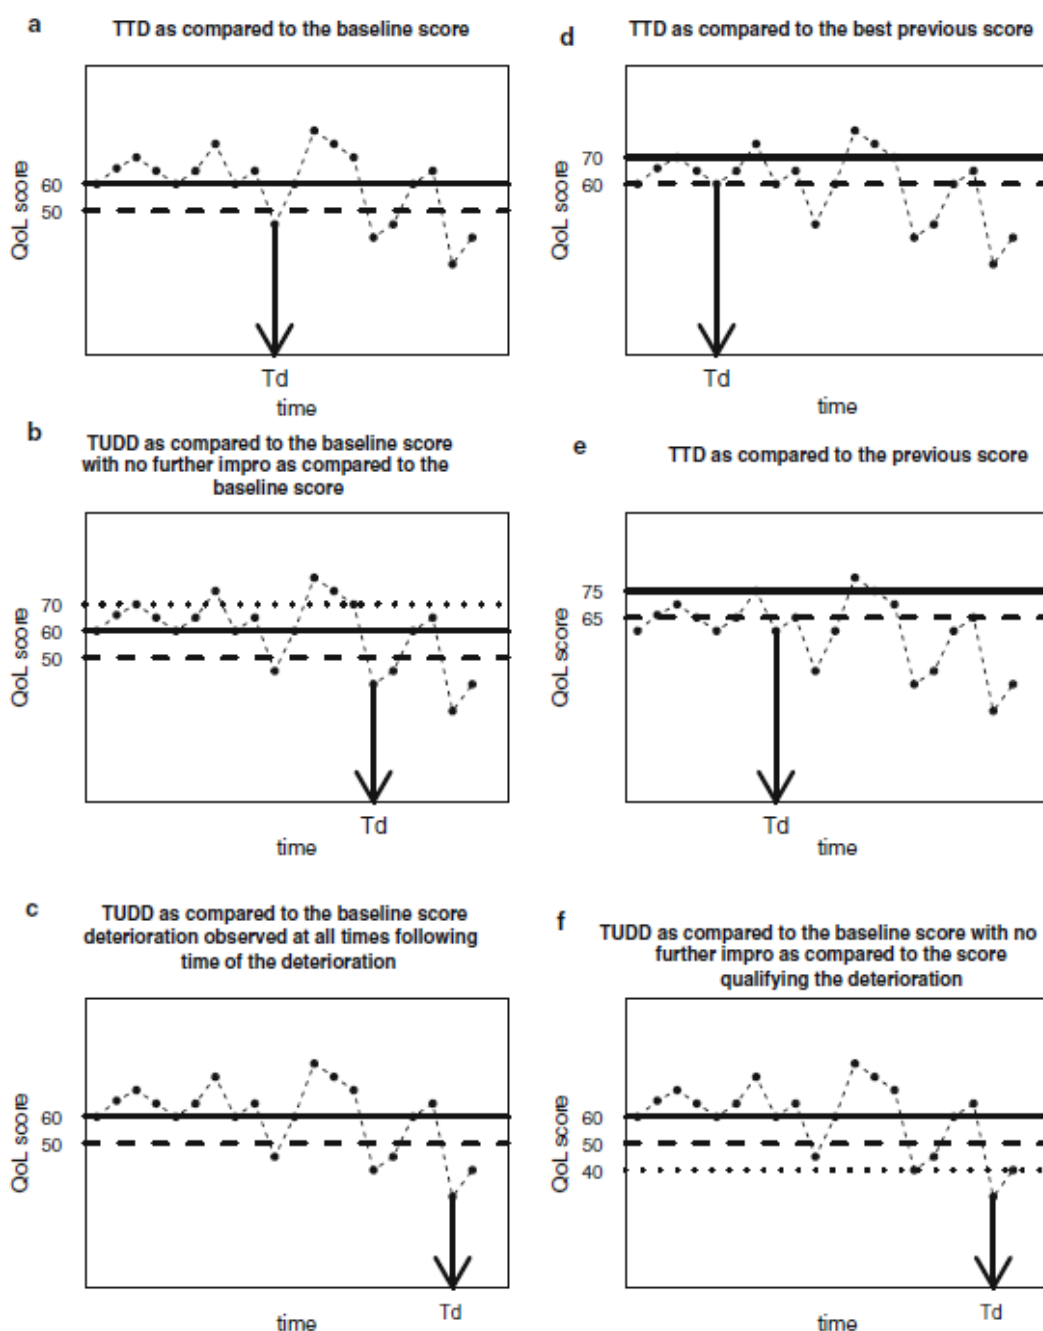 a
TTD as compared to the baseline score
QoL score
60
50
Td
time
b
TUDD as compared to the baseline score
with no further impro as compared to the
baseline score
QoL score
70
60
50
Td
time
c
TUDD as compared to the baseline score
deterioration observed at all times following
time of the deterioration
QoL score
60
50
Td
time
d
TTD as compared to the best previous score
QoL score
70
60
Td
time
e
TTD as compared to the previous score
QoL score
75
65
Td
time
f
TUDD as compared to the baseline score with no
further impro as compared to the score
qualifying the deterioration
QoL score
60
50
40
Td
time